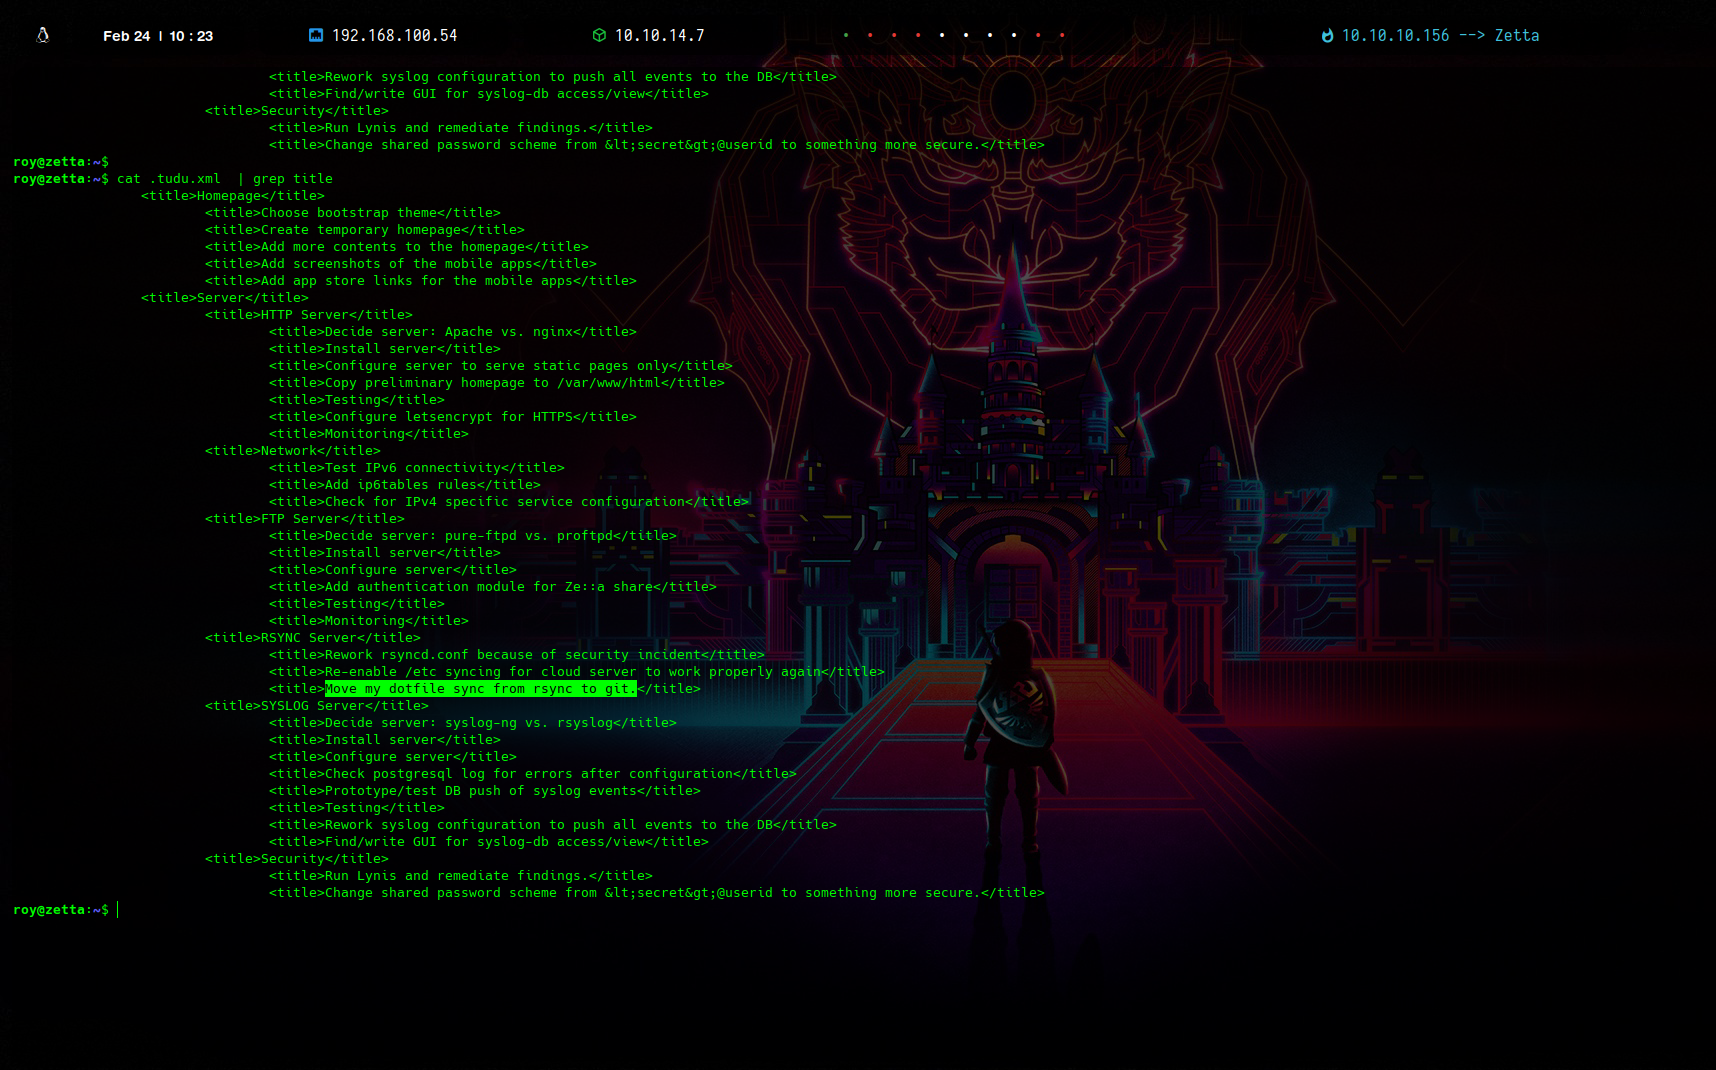 Feb 24 | 10 : 23 192.168.100.54 10.10.14.7 10.10.10.156 --> Zetta
<title>Rework syslog configuration to push all events to the DB</title>
<title>Find/write GUI for syslog-db access/view</title>
<title>Security</title>
<title>Run Lynis and remediate findings.</title>
<title>Change shared password scheme from &lt;secret&gt;@userid to something more secure.</title>
roy@zetta:~$
roy@zetta:~$ cat .tudu.xml  | grep title
<title>Homepage</title>
<title>Choose bootstrap theme</title>
<title>Create temporary homepage</title>
<title>Add more contents to the homepage</title>
<title>Add screenshots of the mobile apps</title>
<title>Add app store links for the mobile apps</title>
<title>Server</title>
<title>HTTP Server</title>
<title>Decide server: Apache vs. nginx</title>
<title>Install server</title>
<title>Configure server to serve static pages only</title>
<title>Copy preliminary homepage to /var/www/html</title>
<title>Testing</title>
<title>Configure letsencrypt for HTTPS</title>
<title>Monitoring</title>
<title>Network</title>
<title>Test IPv6 connectivity</title>
<title>Add ip6tables rules</title>
<title>Check for IPv4 specific service configuration</title>
<title>FTP Server</title>
<title>Decide server: pure-ftpd vs. proftpd</title>
<title>Install server</title>
<title>Configure server</title>
<title>Add authentication module for Ze::a share</title>
<title>Testing</title>
<title>Monitoring</title>
<title>RSYNC Server</title>
<title>Rework rsyncd.conf because of security incident</title>
<title>Re-enable /etc syncing for cloud server to work properly again</title>
<title>Move my dotfile sync from rsync to git.</title>
<title>SYSLOG Server</title>
<title>Decide server: syslog-ng vs. rsyslog</title>
<title>Install server</title>
<title>Configure server</title>
<title>Check postgresql log for errors after configuration</title>
<title>Prototype/test DB push of syslog events</title>
<title>Testing</title>
<title>Rework syslog configuration to push all events to the DB</title>
<title>Find/write GUI for syslog-db access/view</title>
<title>Security</title>
<title>Run Lynis and remediate findings.</title>
<title>Change shared password scheme from &lt;secret&gt;@userid to something more secure.</title>
roy@zetta:~$